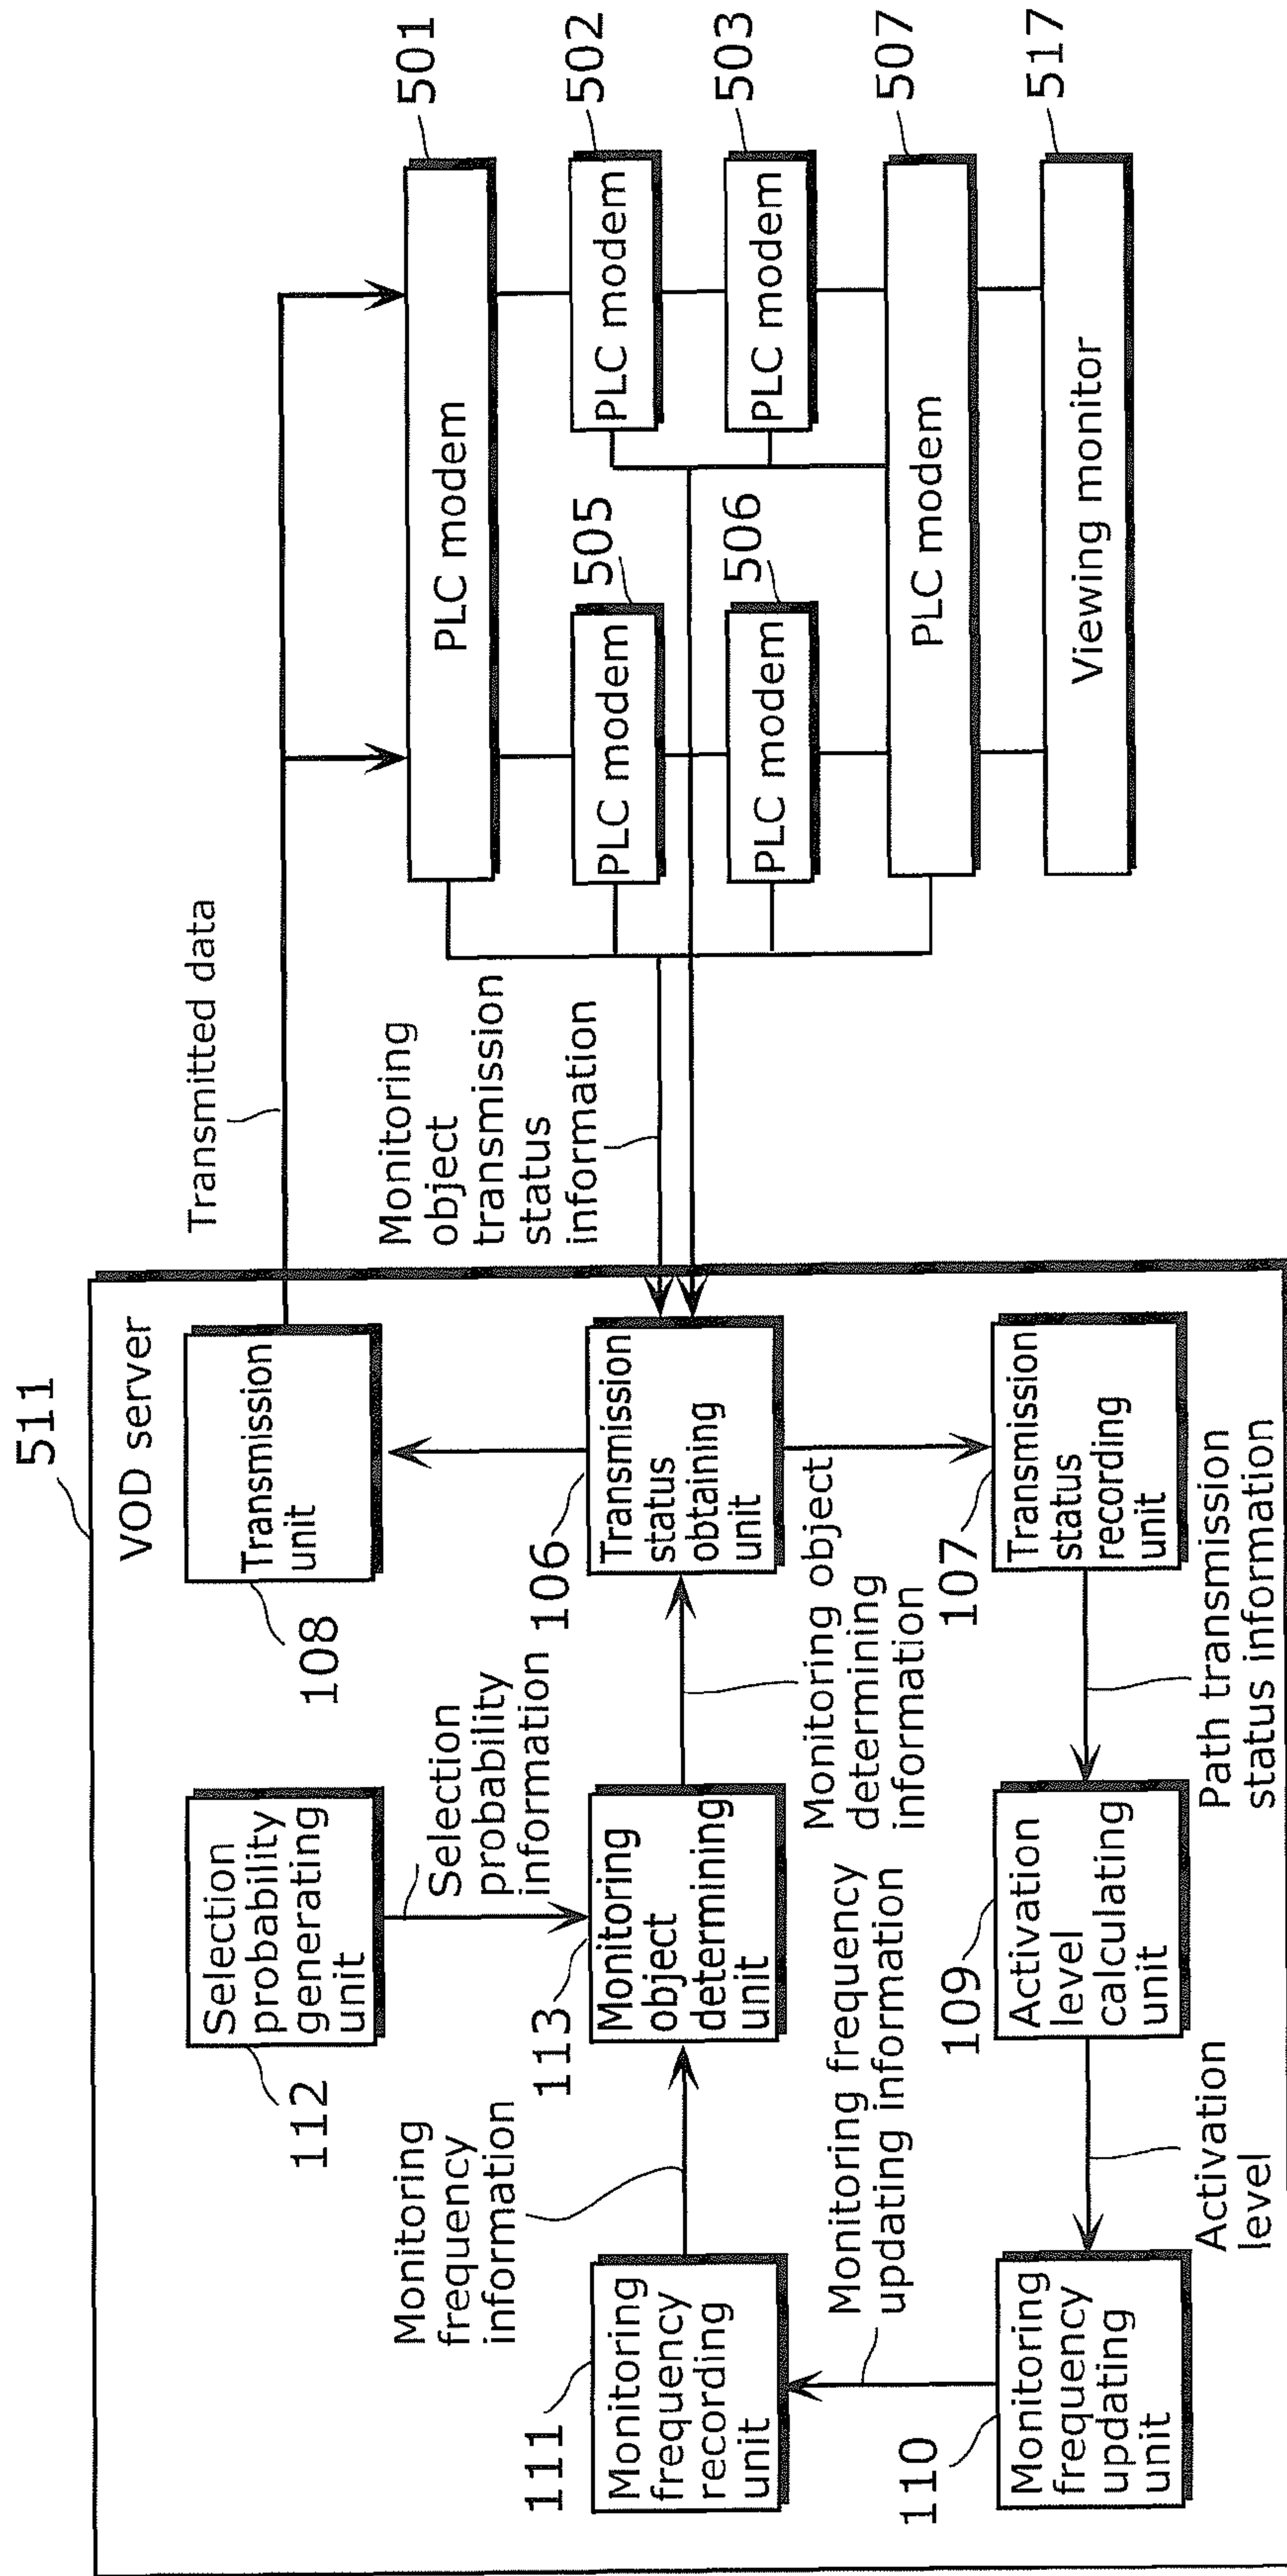 511
VOD server
Selection
probability
generating
unit
112
Transmission
unit
108
Transmitted data
Selection
probability
information
Monitoring
frequency
information
Monitoring
frequency
recording
unit
111
Monitoring
object
determining
unit
113
Transmission
status
obtaining
unit
106
Monitoring
object
transmission
status
information
Monitoring object
determining
information
Monitoring frequency
updating information
Monitoring
frequency
updating
unit
110
Activation
level
calculating
unit
109
Transmission
status
recording
unit
107
Activation
level
Path transmission
status information
PLC modem
501
PLC modem
505
PLC modem
502
PLC modem
506
PLC modem
503
PLC modem
507
Viewing monitor
517